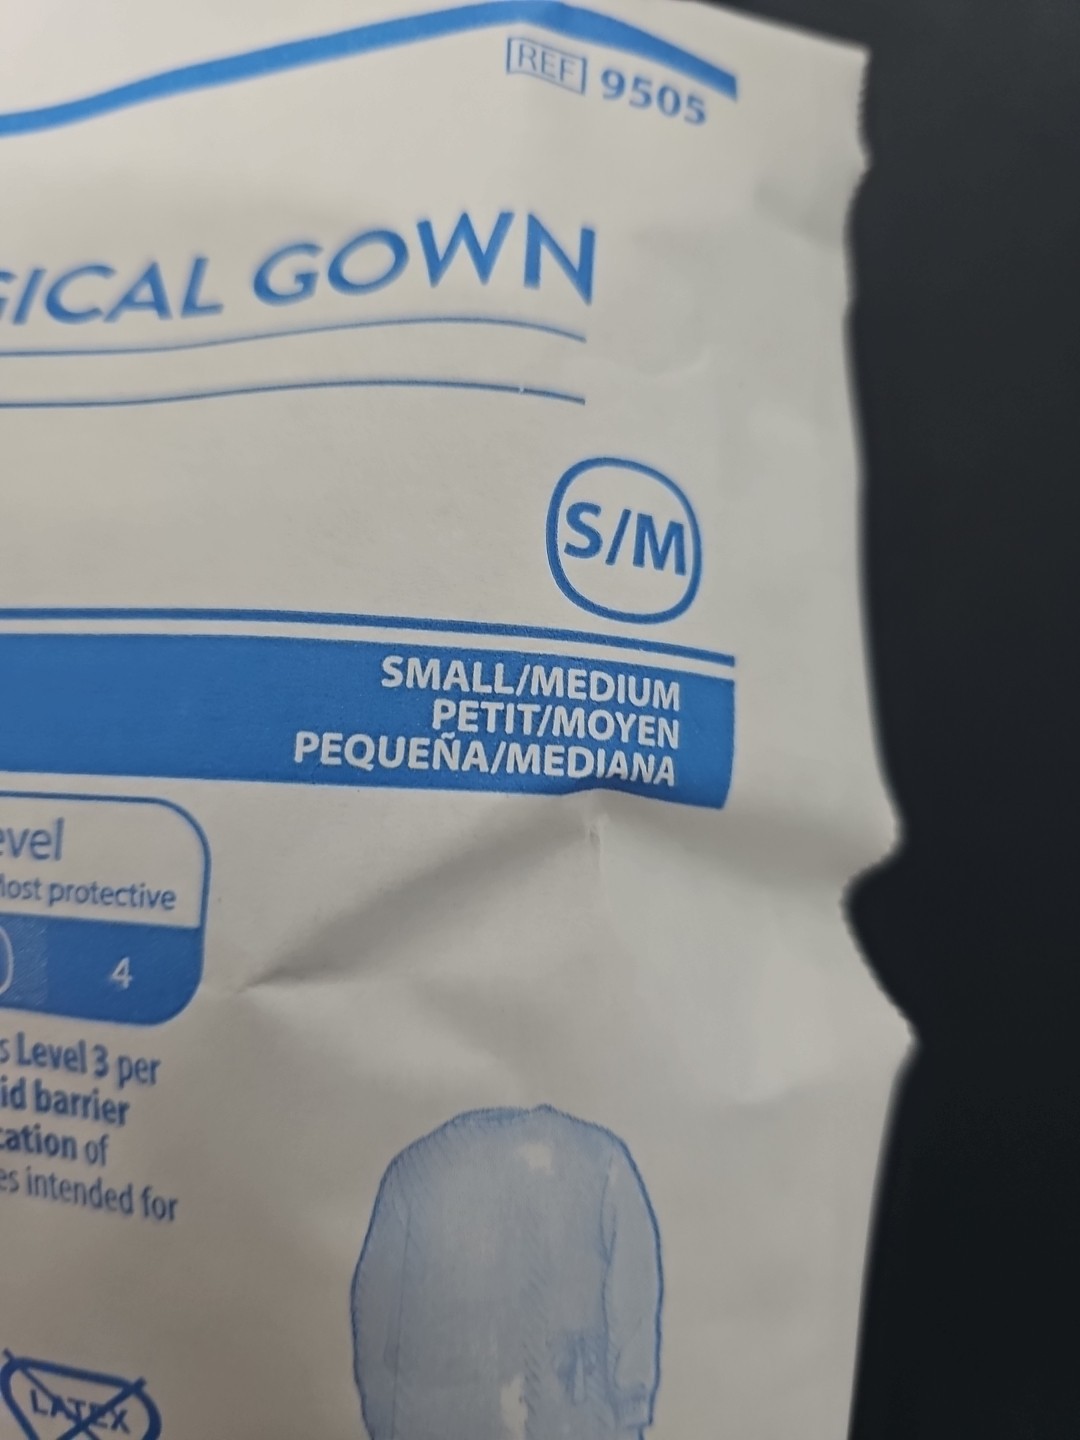 REF 9505
GICAL GOWN
S/M
SMALL/MEDIUM
PETIT/MOYEN
PEQUEÑA/MEDIANA
evel
Most protective
4
s Level 3 per
id barrier
cation of
es intended for
LATEX